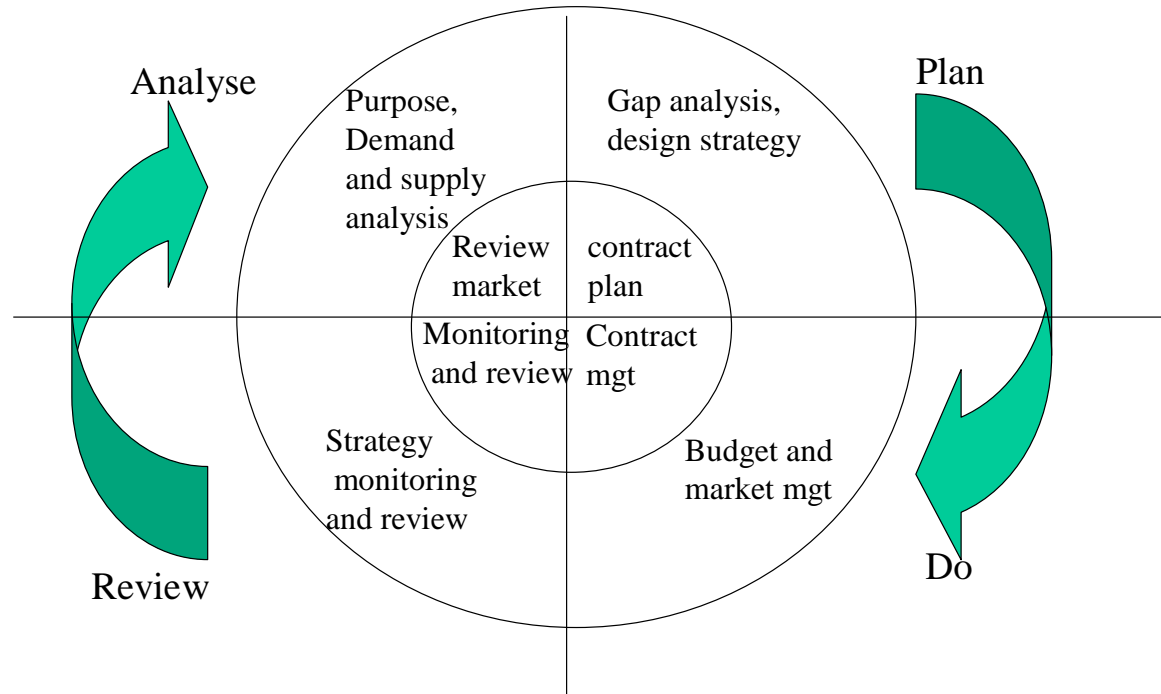 Analyse
Plan
Purpose,
Demand
and supply
analysis
Gap analysis,
design strategy
Review
market
contract
plan
Monitoring
and review
Contract
mgt
Strategy
monitoring
and review
Budget and
market mgt
Review
Do